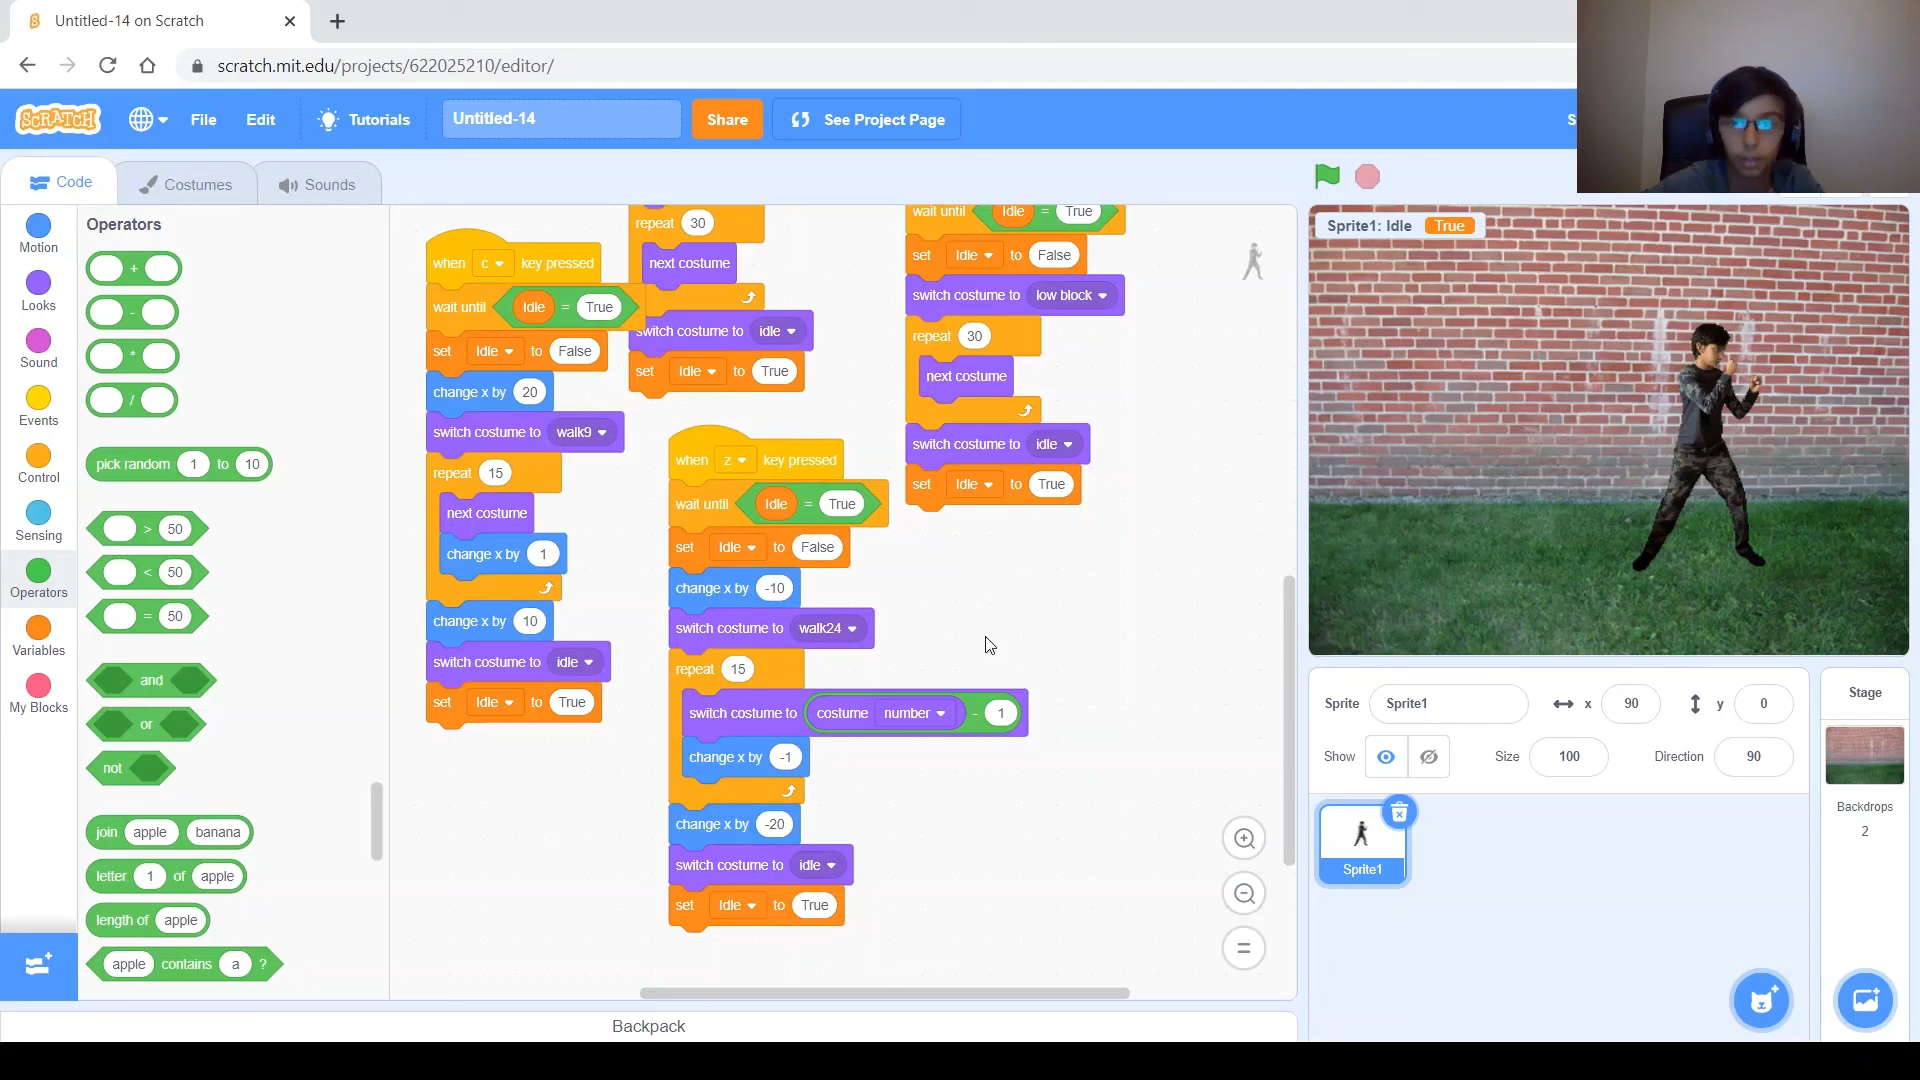 Untitled-14 on Scratch
scratch.mit.edu/projects/622025210/editor/
SCRATCH
File
Edit
Tutorials
Untitled-14
Share
See Project Page
S
Code
Costumes
Sounds
Motion
Looks
Sound
Events
Control
Sensing
Operators
Variables
My Blocks
Operators
+
-
*
/
pick random 1 to 10
> 50
< 50
= 50
and
or
not
join apple banana
letter 1 of apple
length of apple
apple contains a ?
when c key pressed
wait until Idle = True
set Idle to False
change x by 20
switch costume to walk9
repeat 15
next costume
change x by 1
change x by 10
switch costume to idle
set Idle to True
repeat 30
next costume
switch costume to idle
set Idle to True
when z key pressed
wait until Idle = True
set Idle to False
change x by -10
switch costume to walk24
repeat 15
switch costume to costume number - 1
change x by -1
change x by -20
switch costume to idle
set Idle to True
wait until Idle = True
set Idle to False
switch costume to low block
repeat 30
next costume
switch costume to idle
set Idle to True
Backpack
Sprite1: Idle True
Sprite Sprite1 x 90 y 0
Show Size 100 Direction 90
Sprite1
Stage
Backdrops
2